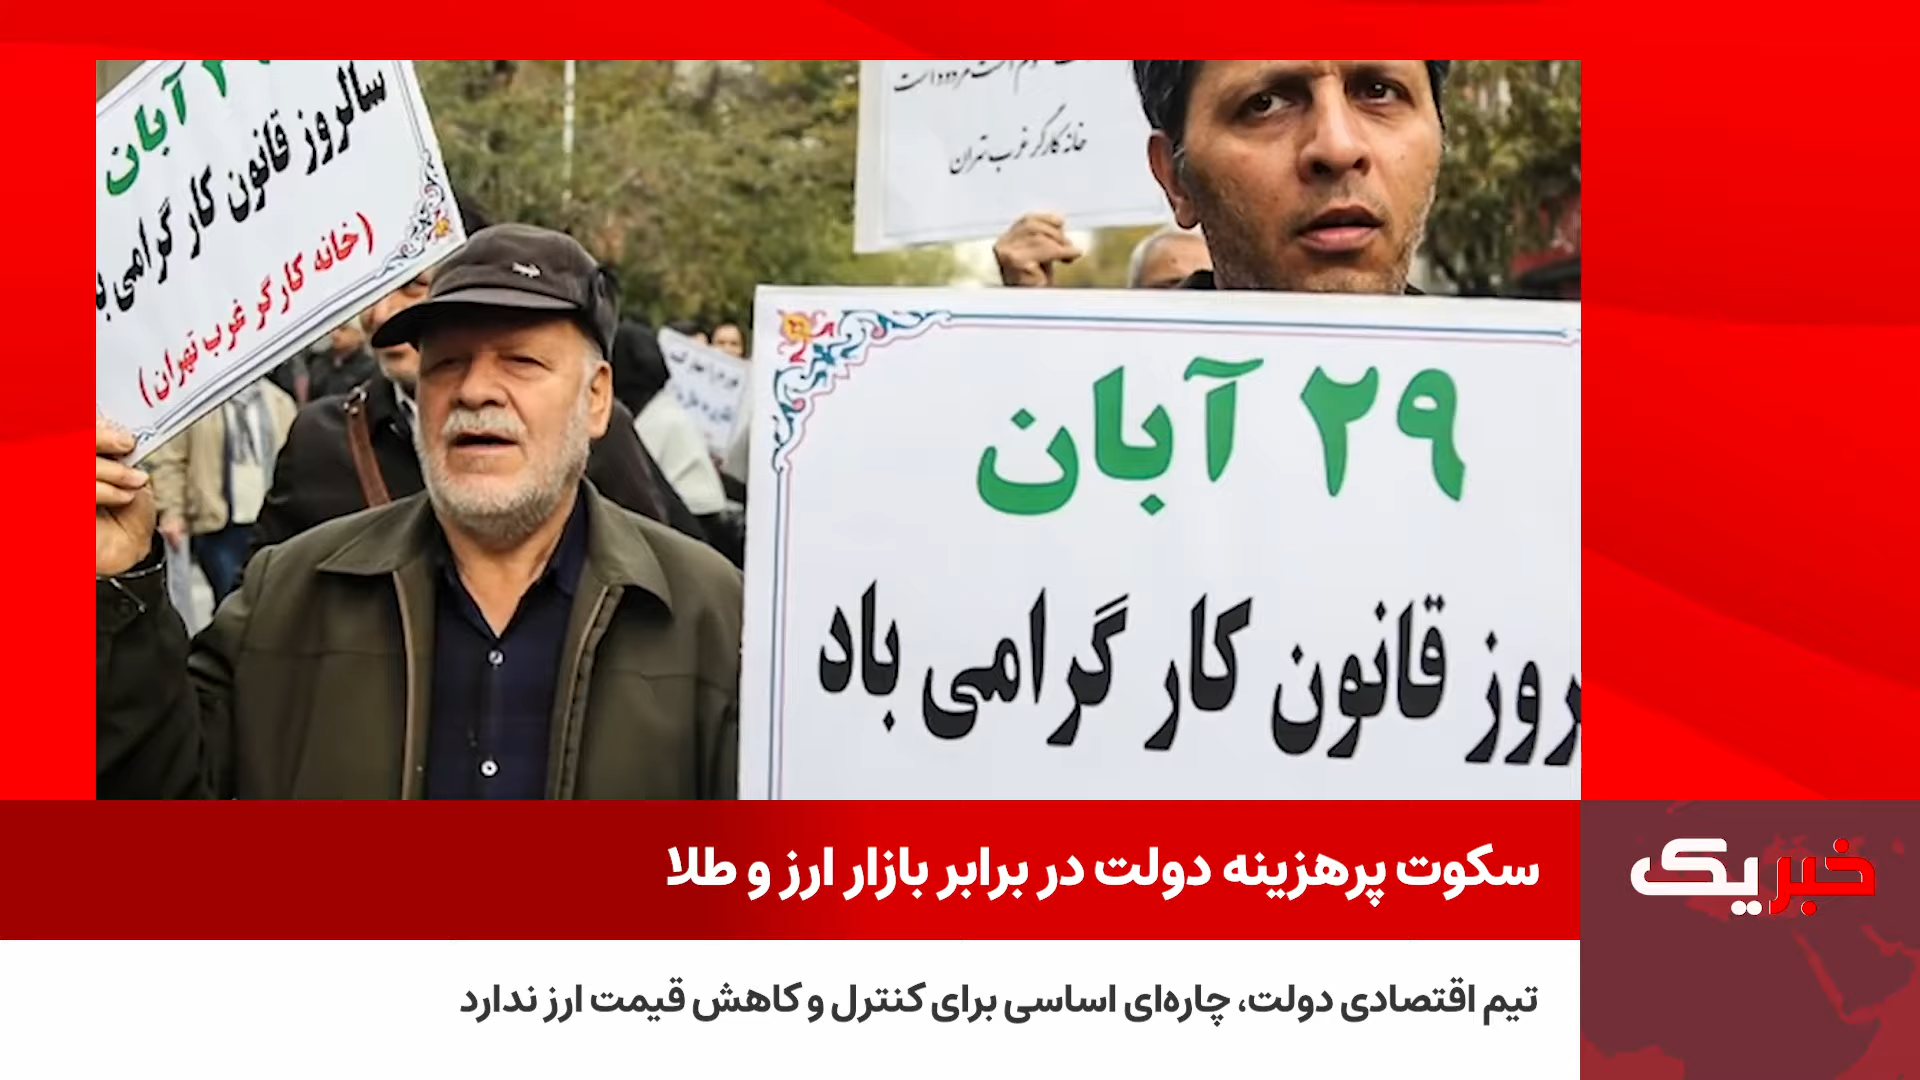 ۲ آبان
سالروز قانون کار گرامی با
(خانه کارگر غرب تهران)
خانه کارگر غرب تهران
۲۹ آبان
روز قانون کار گرامی باد
سکوت پرهزینه دولت در برابر بازار ارز و طلا
خبریک
تیم اقتصادی دولت، چاره‌ای اساسی برای کنترل و کاهش قیمت ارز ندارد